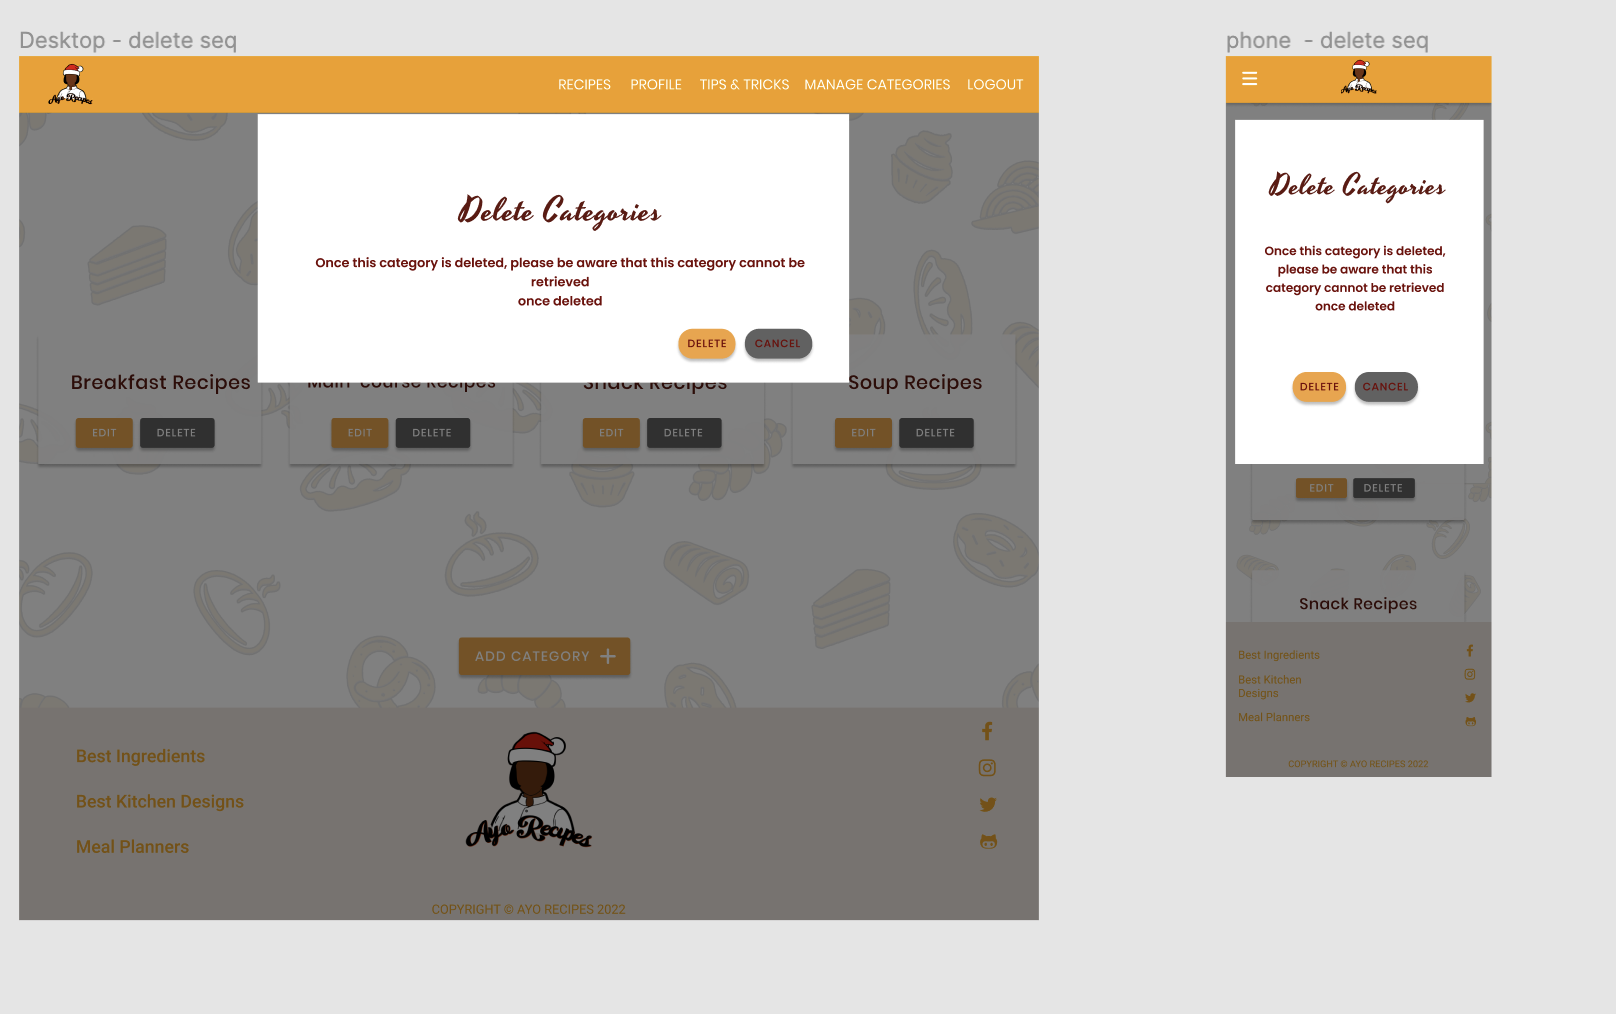 Desktop - delete seq
Ayo Recipes
RECIPES PROFILE TIPS & TRICKS MANAGE CATEGORIES LOGOUT
Delete Categories
Once this category is deleted, please be aware that this category cannot be
retrieved
once deleted
DELETE CANCEL
Breakfast Recipes Main course Recipes Snack Recipes Soup Recipes
EDIT DELETE EDIT DELETE EDIT DELETE EDIT DELETE
ADD CATEGORY
Best Ingredients
Best Kitchen Designs
Meal Planners
Ayo Recipes
COPYRIGHT © AYO RECIPES 2022
phone - delete seq
Ayo Recipes
Delete Categories
Once this category is deleted,
please be aware that this
category cannot be retrieved
once deleted
DELETE CANCEL
EDIT DELETE
Snack Recipes
Best Ingredients
Best Kitchen
Designs
Meal Planners
COPYRIGHT © AYO RECIPES 2022